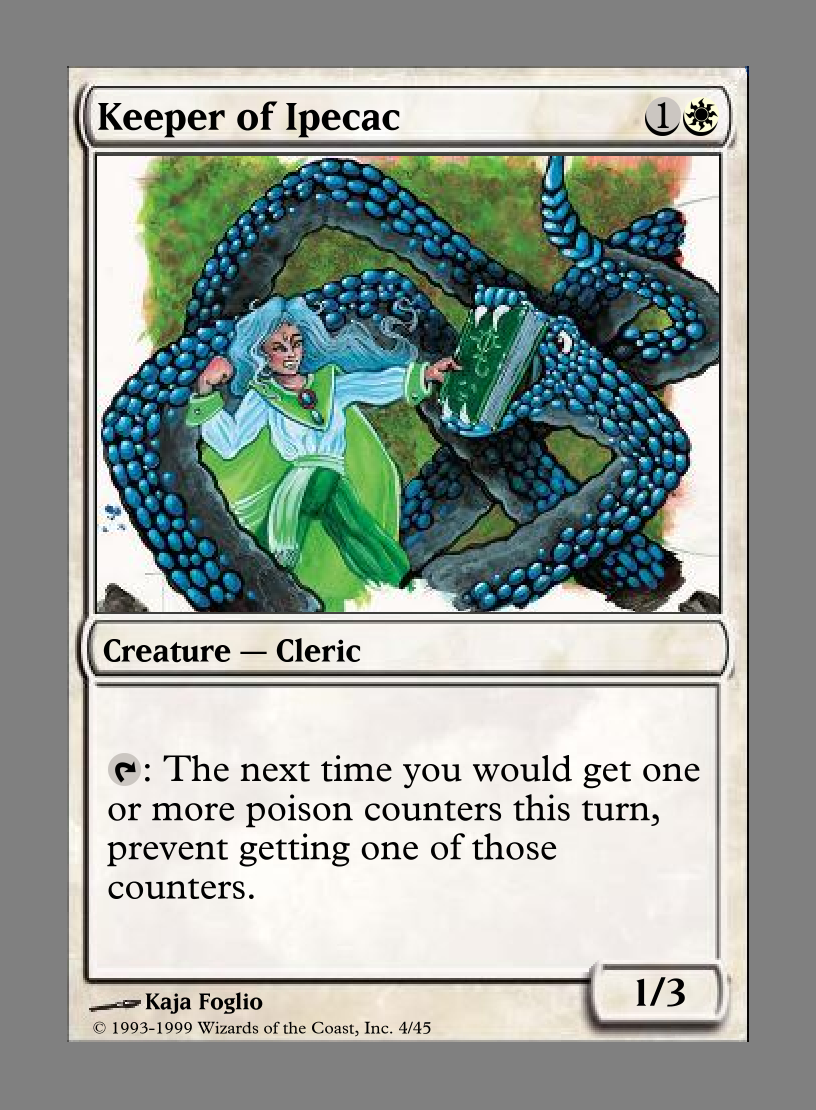 Keeper of Ipecac 1
Creature — Cleric
: The next time you would get one
or more poison counters this turn,
prevent getting one of those
counters.
1/3
Kaja Foglio
© 1993-1999 Wizards of the Coast, Inc. 4/45